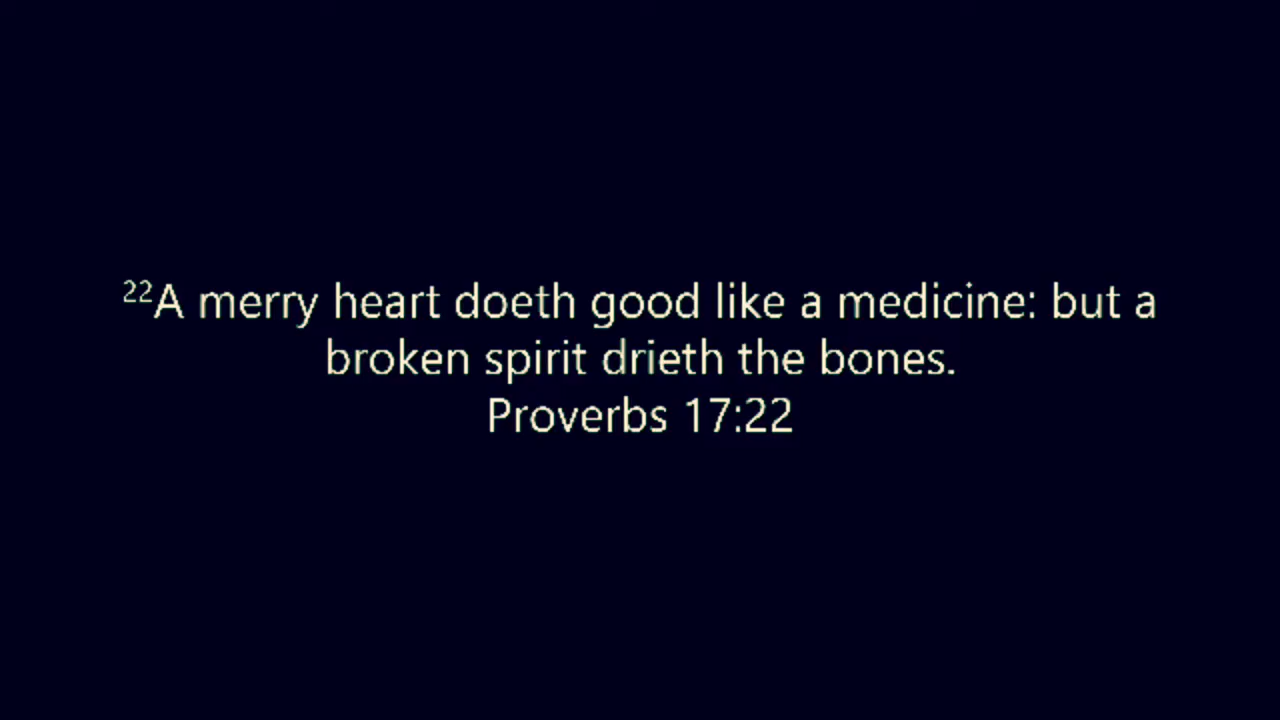 ²²A merry heart doeth good like a medicine: but a
broken spirit drieth the bones.
Proverbs 17:22